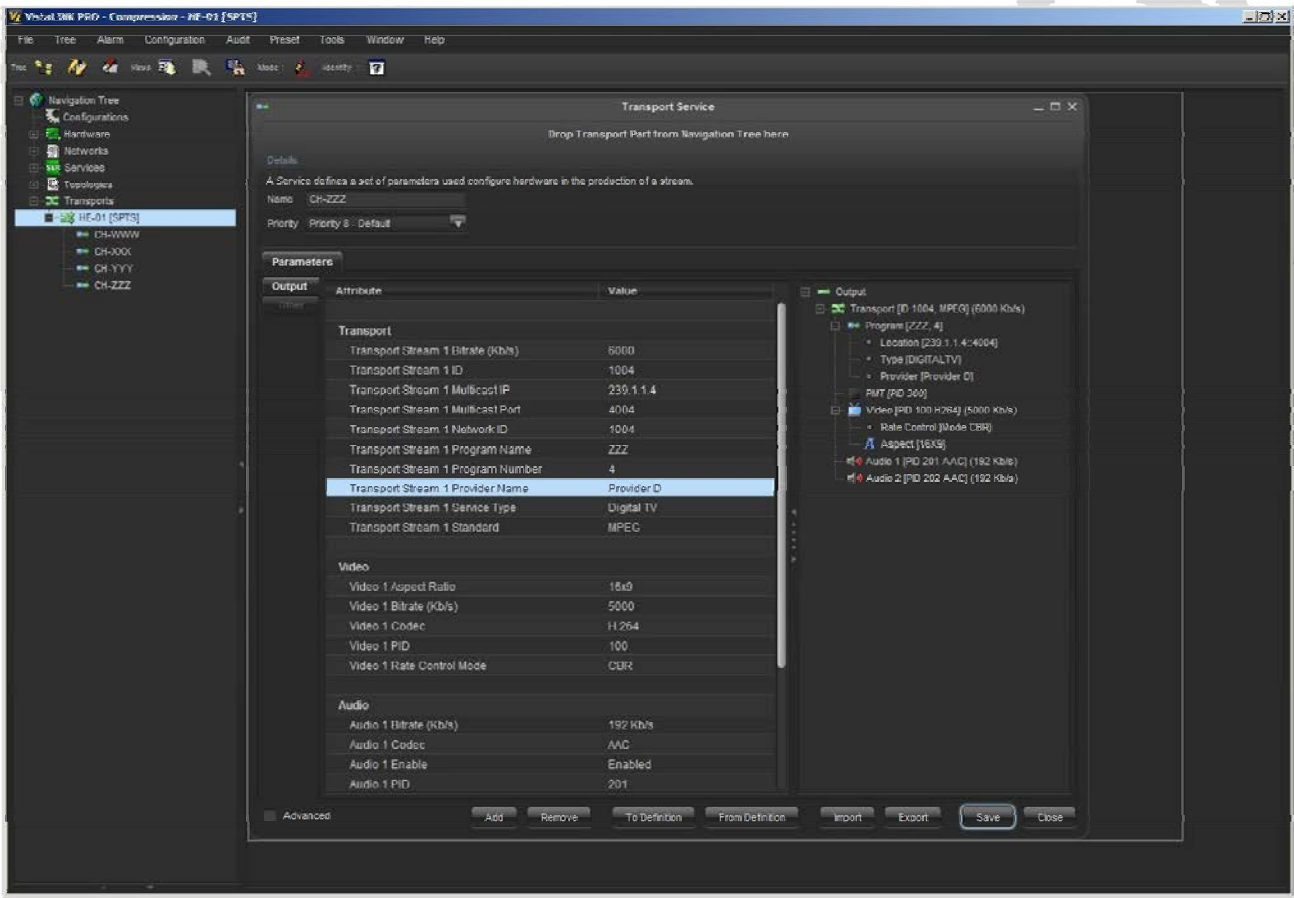 VistaLINK PRO - Compression - HE-01 [SPTS]
File Tree Alarm Configuration Audit Preset Tools Window Help
Tree Views Mode : Identity :
Navigation Tree
Configurations
Hardware
Networks
Services
Topologies
Transports
HE-01 [SPTS]
CH-WWW
CH-XXX
CH-YYY
CH-ZZZ
Transport Service
Drop Transport Part from Navigation Tree here
Details
A Service defines a set of parameters used configure hardware in the production of a stream.
Name CH-ZZZ
Priority Priority 8 - Default
Parameters
Output
Other
Attribute Value
Transport
Transport Stream 1 Bitrate (Kb/s) 6000
Transport Stream 1 ID 1004
Transport Stream 1 Multicast IP 239.1.1.4
Transport Stream 1 Multicast Port 4004
Transport Stream 1 Network ID 1004
Transport Stream 1 Program Name ZZZ
Transport Stream 1 Program Number 4
Transport Stream 1 Provider Name Provider D
Transport Stream 1 Service Type Digital TV
Transport Stream 1 Standard MPEG
Video
Video 1 Aspect Ratio 16x9
Video 1 Bitrate (Kb/s) 5000
Video 1 Codec H.264
Video 1 PID 100
Video 1 Rate Control Mode CBR
Audio
Audio 1 Bitrate (Kb/s) 192 Kb/s
Audio 1 Codec AAC
Audio 1 Enable Enabled
Audio 1 PID 201
Output
Transport [ID 1004, MPEG] (6000 Kb/s)
Program [ZZZ, 4]
Location [239.1.1.4:4004]
Type [DIGITALTV]
Provider [Provider D]
PMT [PID 300]
Video [PID 100 H264] (5000 Kb/s)
Rate Control [Mode CBR]
Aspect [16X9]
Audio 1 [PID 201 AAC] (192 Kb/s)
Audio 2 [PID 202 AAC] (192 Kb/s)
Advanced Add Remove To Definition From Definition Import Export Save Close